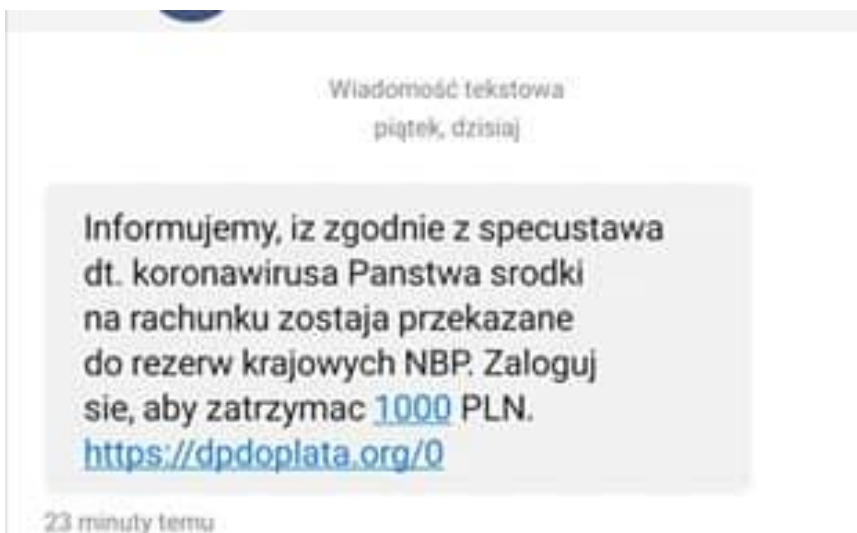 Wiadomość tekstowa
piątek, dzisiaj
Informujemy, iz zgodnie z specustawa
dt. koronawirusa Panstwa srodki
na rachunku zostaja przekazane
do rezerw krajowych NBP. Zaloguj
sie, aby zatrzymac 1000 PLN.
https://dpdoplata.org/0
23 minuty temu